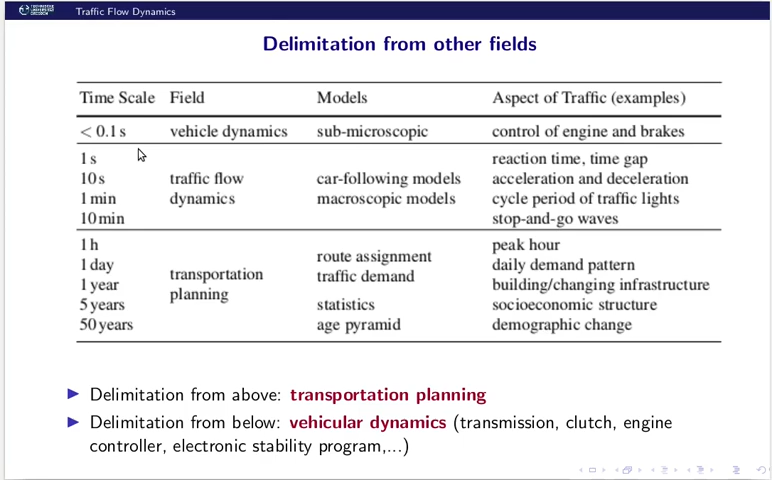 TECHNISCHE UNIVERSITÄT DRESDEN
Traffic Flow Dynamics
Delimitation from other fields
Time Scale Field Models Aspect of Traffic (examples)
< 0.1 s vehicle dynamics sub-microscopic control of engine and brakes
1 s reaction time, time gap
10 s traffic flow car-following models acceleration and deceleration
1 min dynamics macroscopic models cycle period of traffic lights
10 min stop-and-go waves
1 h peak hour
route assignment
1 day daily demand pattern
transportation traffic demand
1 year building/changing infrastructure
planning
5 years statistics socioeconomic structure
50 years age pyramid demographic change
Delimitation from above: transportation planning
Delimitation from below: vehicular dynamics (transmission, clutch, engine
controller, electronic stability program,...)